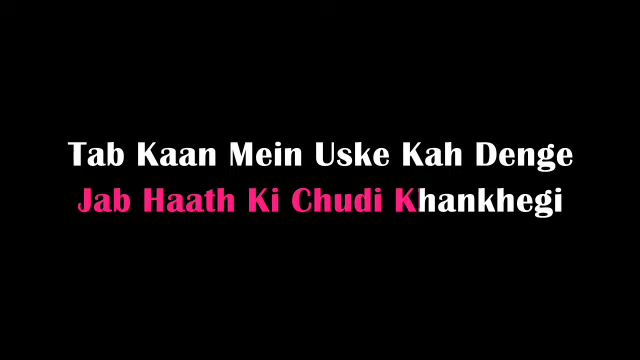 Tab Kaan Mein Uske Kah Denge
Jab Haath Ki Chudi Khankhegi